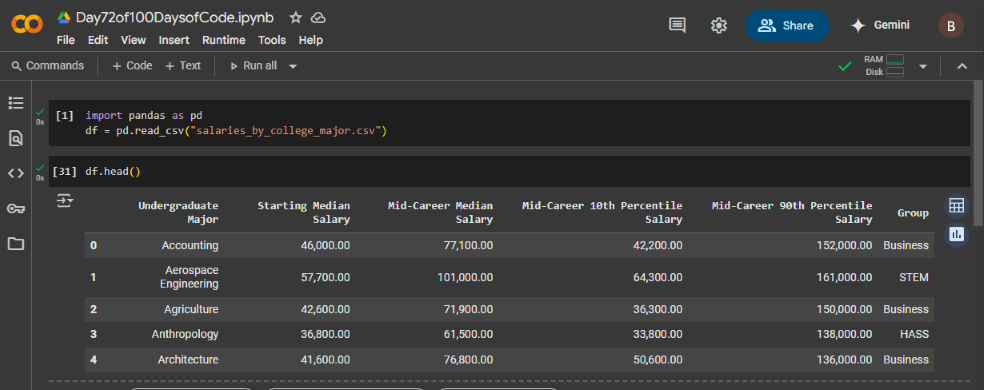 Day72of100DaysofCode.ipynb
File Edit View Insert Runtime Tools Help
Share
Gemini
B
Commands + Code + Text Run all
RAM
Disk
[1] import pandas as pd
df = pd.read_csv("salaries_by_college_major.csv")
0s
[31] df.head()
0s
Undergraduate Major Starting Median Salary Mid-Career Median Salary Mid-Career 10th Percentile Salary Mid-Career 90th Percentile Salary Group
0 Accounting 46,000.00 77,100.00 42,200.00 152,000.00 Business
1 Aerospace Engineering 57,700.00 101,000.00 64,300.00 161,000.00 STEM
2 Agriculture 42,600.00 71,900.00 36,300.00 150,000.00 Business
3 Anthropology 36,800.00 61,500.00 33,800.00 138,000.00 HASS
4 Architecture 41,600.00 76,800.00 50,600.00 136,000.00 Business